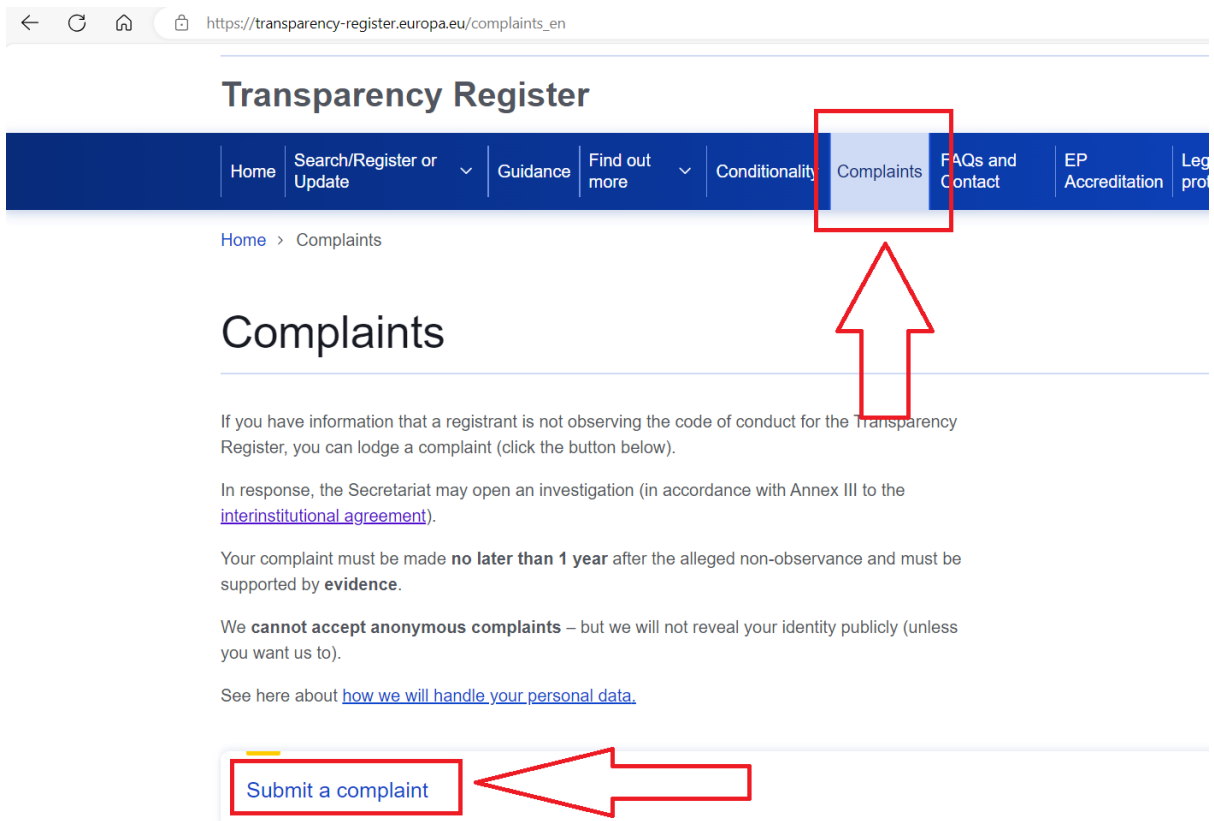 https://transparency-register.europa.eu/complaints_en
Transparency Register
Home
Search/Register or
Update
Guidance
Find out
more
Conditionality
Complaints
FAQs and
Contact
EP
Accreditation
Home > Complaints
Complaints
If you have information that a registrant is not observing the code of conduct for the Transparency
Register, you can lodge a complaint (click the button below).
In response, the Secretariat may open an investigation (in accordance with Annex III to the
interinstitutional agreement).
Your complaint must be made no later than 1 year after the alleged non-observance and must be
supported by evidence.
We cannot accept anonymous complaints – but we will not reveal your identity publicly (unless
you want us to).
See here about how we will handle your personal data.
Submit a complaint